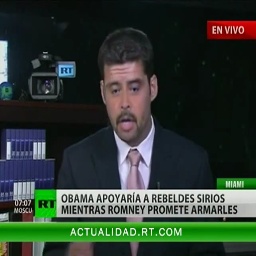 EN VIVO
RT
MIAMI
07:07
MOSCÚ
RT
OBAMA APOYARÍA A REBELDES SIRIOS
MIENTRAS ROMNEY PROMETE ARMARLES
ACTUALIDAD.RT.COM